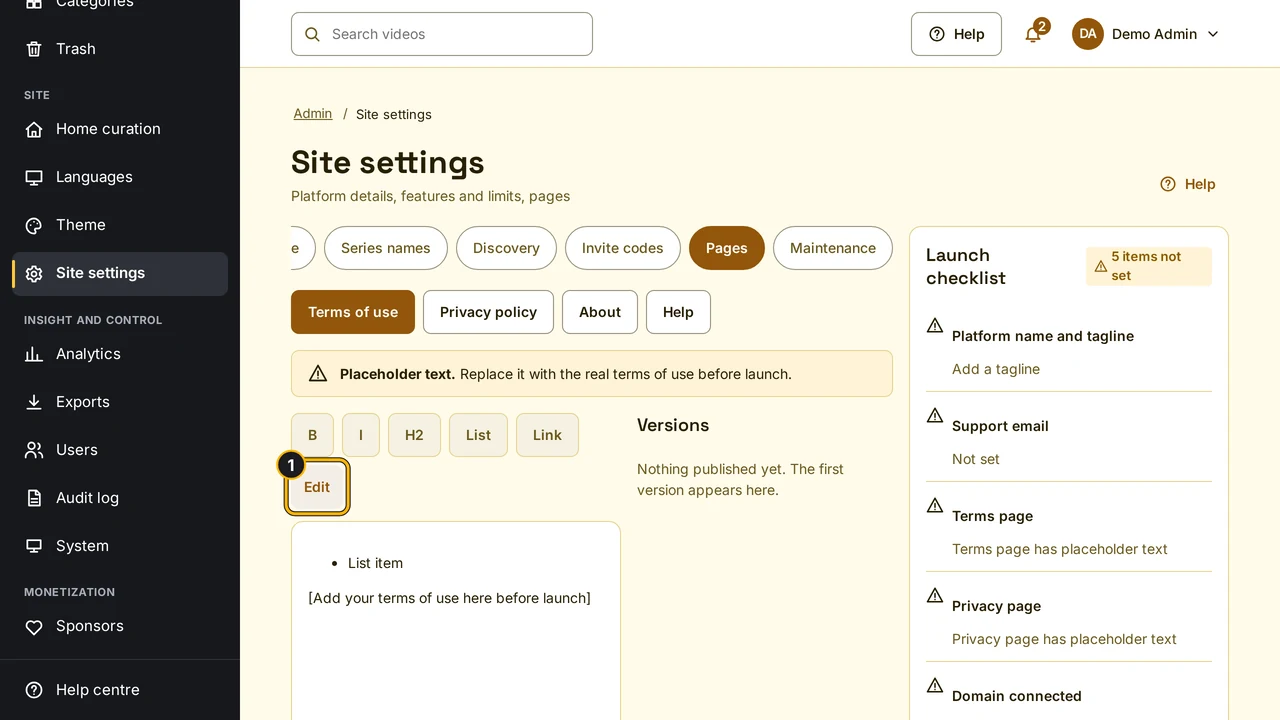 Categories
Trash
SITE
Home curation
Languages
Theme
Site settings
INSIGHT AND CONTROL
Analytics
Exports
Users
Audit log
System
MONETIZATION
Sponsors
Help centre
Search videos
Help
2
DA
Demo Admin
Admin / Site settings
Site settings
Platform details, features and limits, pages
Help
e
Series names
Discovery
Invite codes
Pages
Maintenance
Terms of use
Privacy policy
About
Help
Placeholder text. Replace it with the real terms of use before launch.
B
I
H2
List
Link
1
Edit
• List item
[Add your terms of use here before launch]
Versions
Nothing published yet. The first
version appears here.
Launch
checklist
5 items not
set
Platform name and tagline
Add a tagline
Support email
Not set
Terms page
Terms page has placeholder text
Privacy page
Privacy page has placeholder text
Domain connected